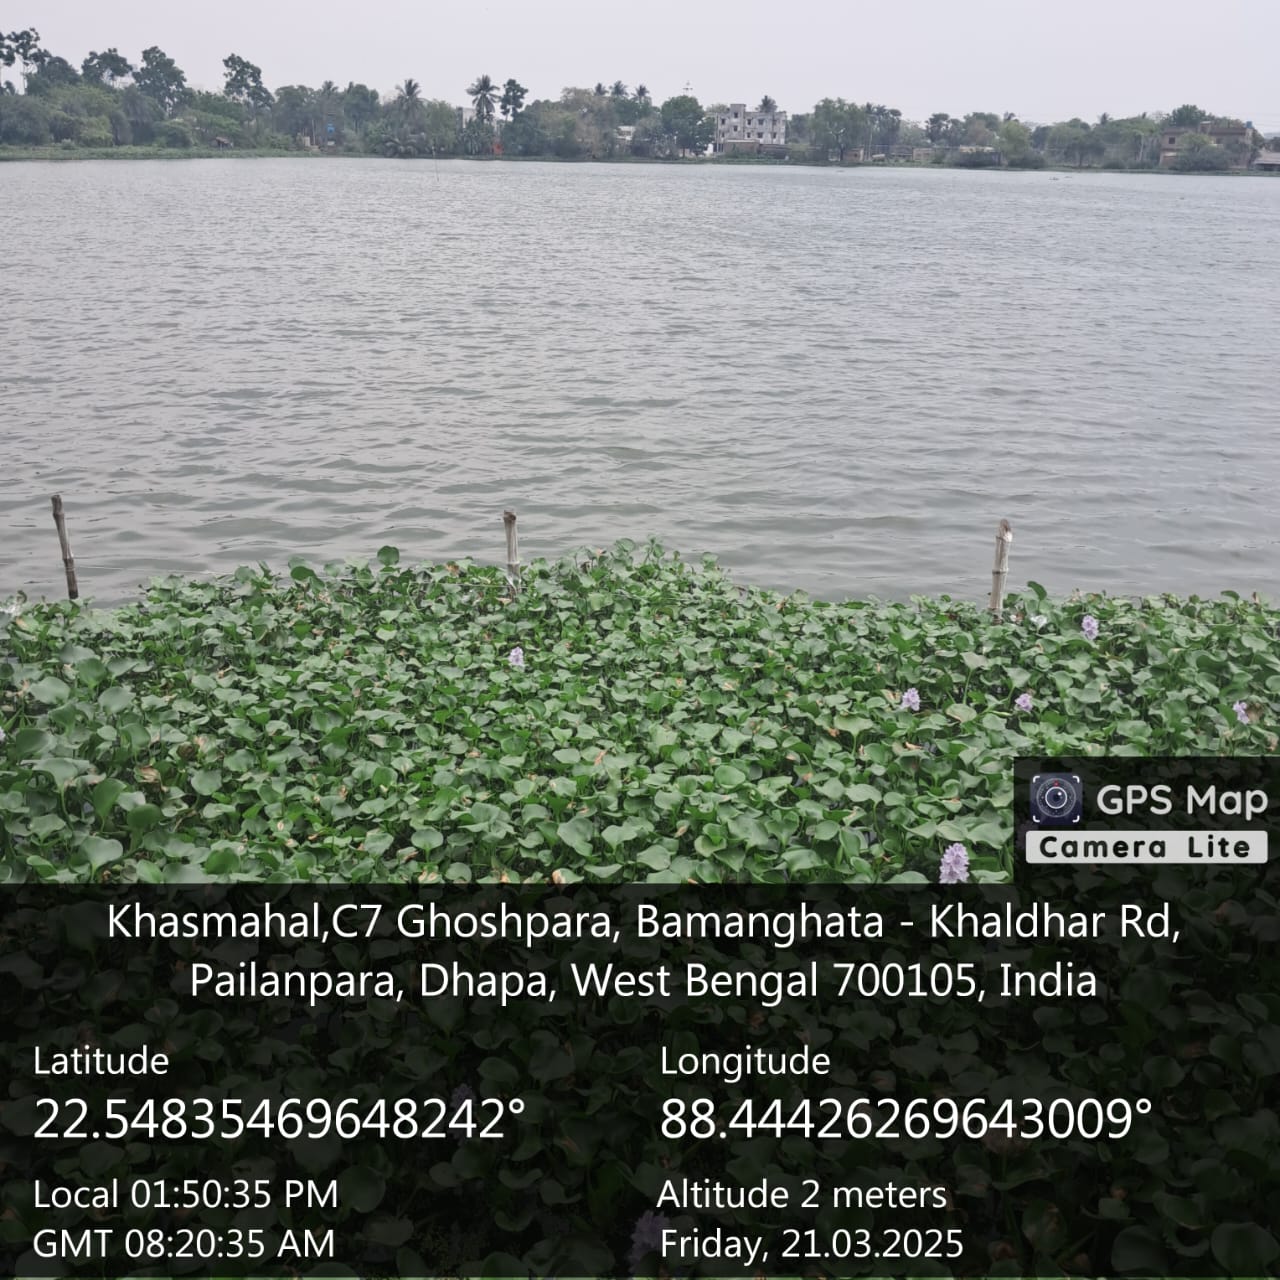 GPS Map
Camera Lite
Khasmahal,C7 Ghoshpara, Bamanghata - Khaldhar Rd,
Pailanpara, Dhapa, West Bengal 700105, India
Latitude
22.54835469648242°
Longitude
88.44426269643009°
Local 01:50:35 PM
GMT 08:20:35 AM
Altitude 2 meters
Friday, 21.03.2025